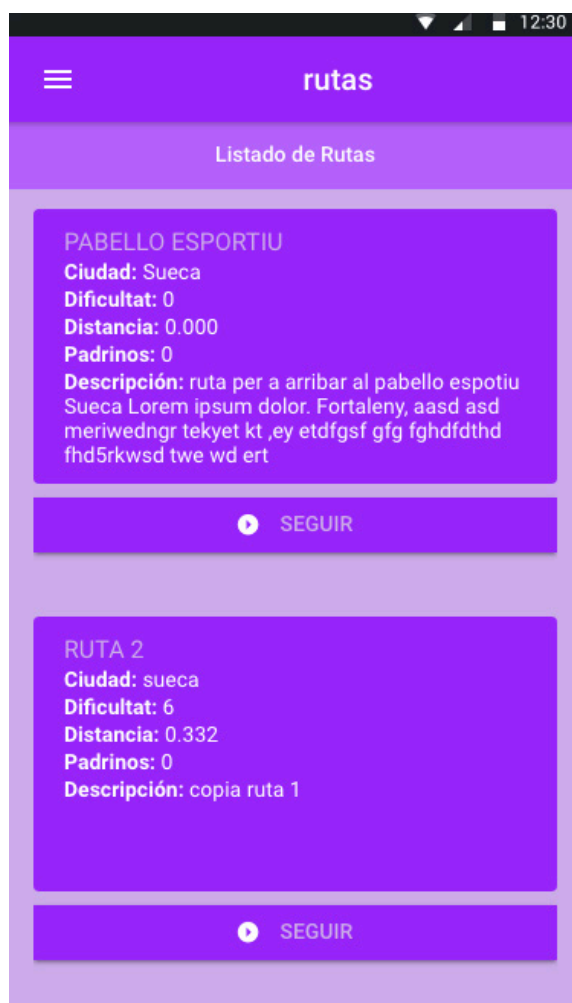 12:30
rutas
Listado de Rutas
PABELLO ESPORTIU
Ciudad: Sueca
Dificultat: 0
Distancia: 0.000
Padrinos: 0
Descripción: ruta per a arribar al pabello espotiu
Sueca Lorem ipsum dolor. Fortaleny, aasd asd
meriwedngr tekyet kt ,ey etdfgsf gfg fghdfdthd
fhd5rkwsd twe wd ert
SEGUIR
RUTA 2
Ciudad: sueca
Dificultat: 6
Distancia: 0.332
Padrinos: 0
Descripción: copia ruta 1
SEGUIR